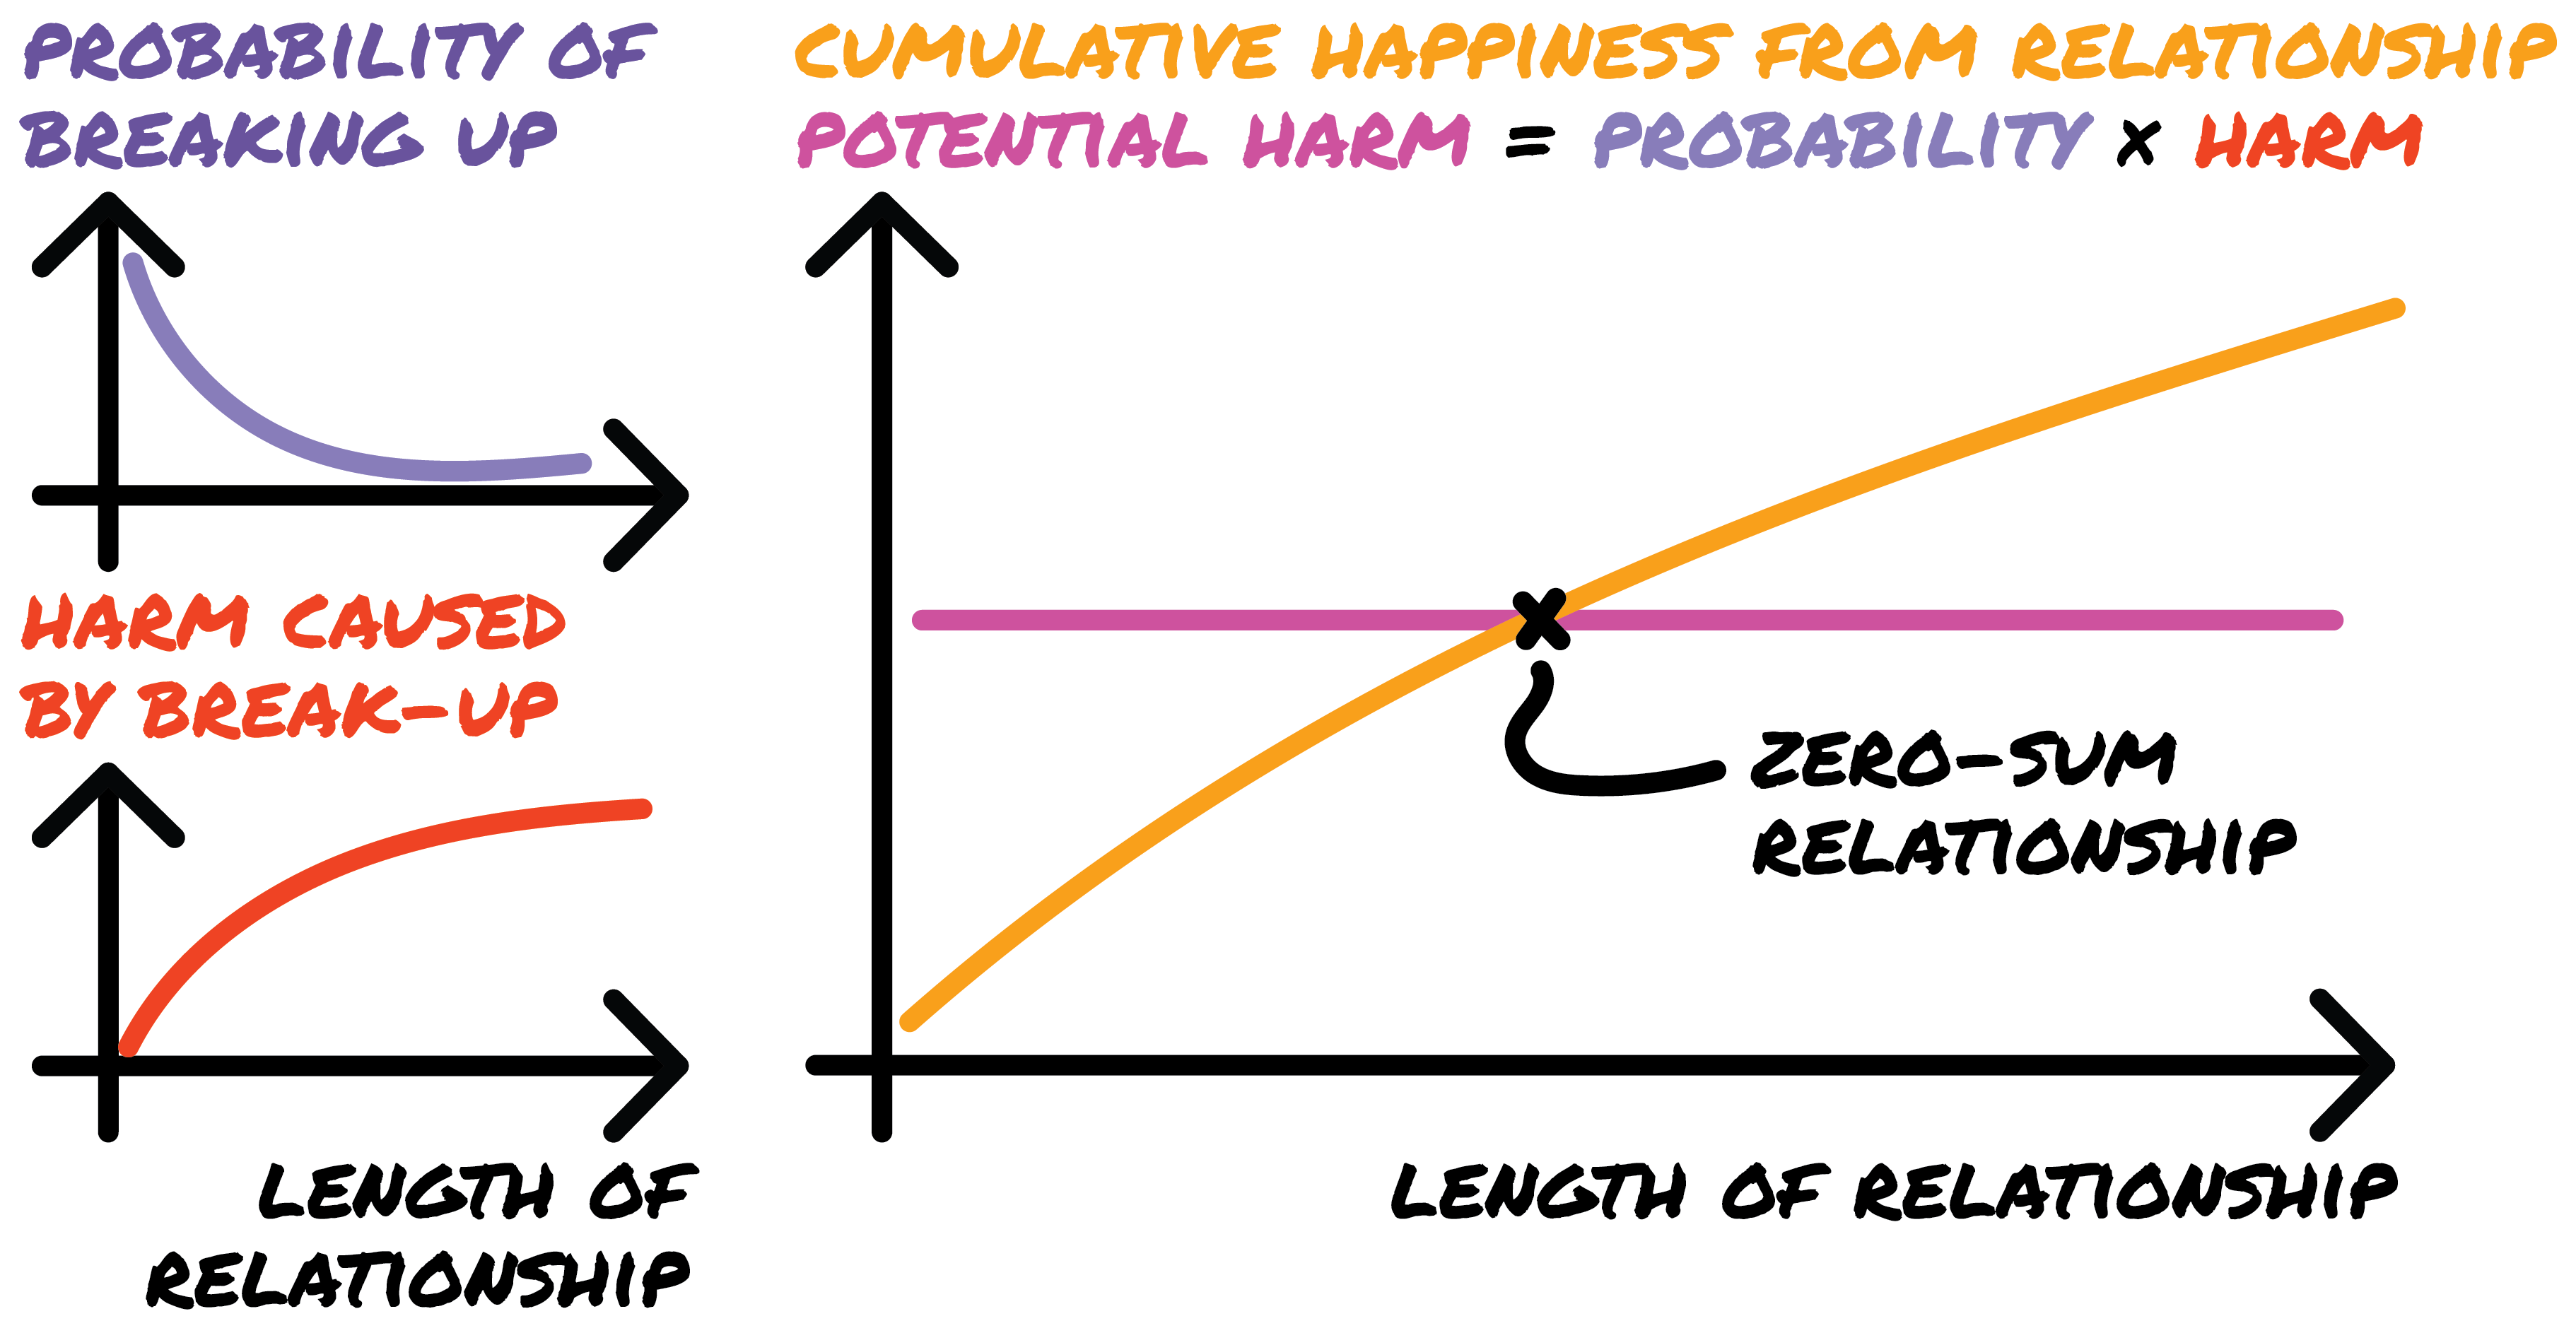 PROBABILITY OF
BREAKING UP
HARM CAUSED
BY BREAK-UP
LENGTH OF
RELATIONSHIP
CUMULATIVE HAPPINESS FROM RELATIONSHIP
POTENTIAL HARM = PROBABILITY x HARM
ZERO-SUM
RELATIONSHIP
LENGTH OF RELATIONSHIP